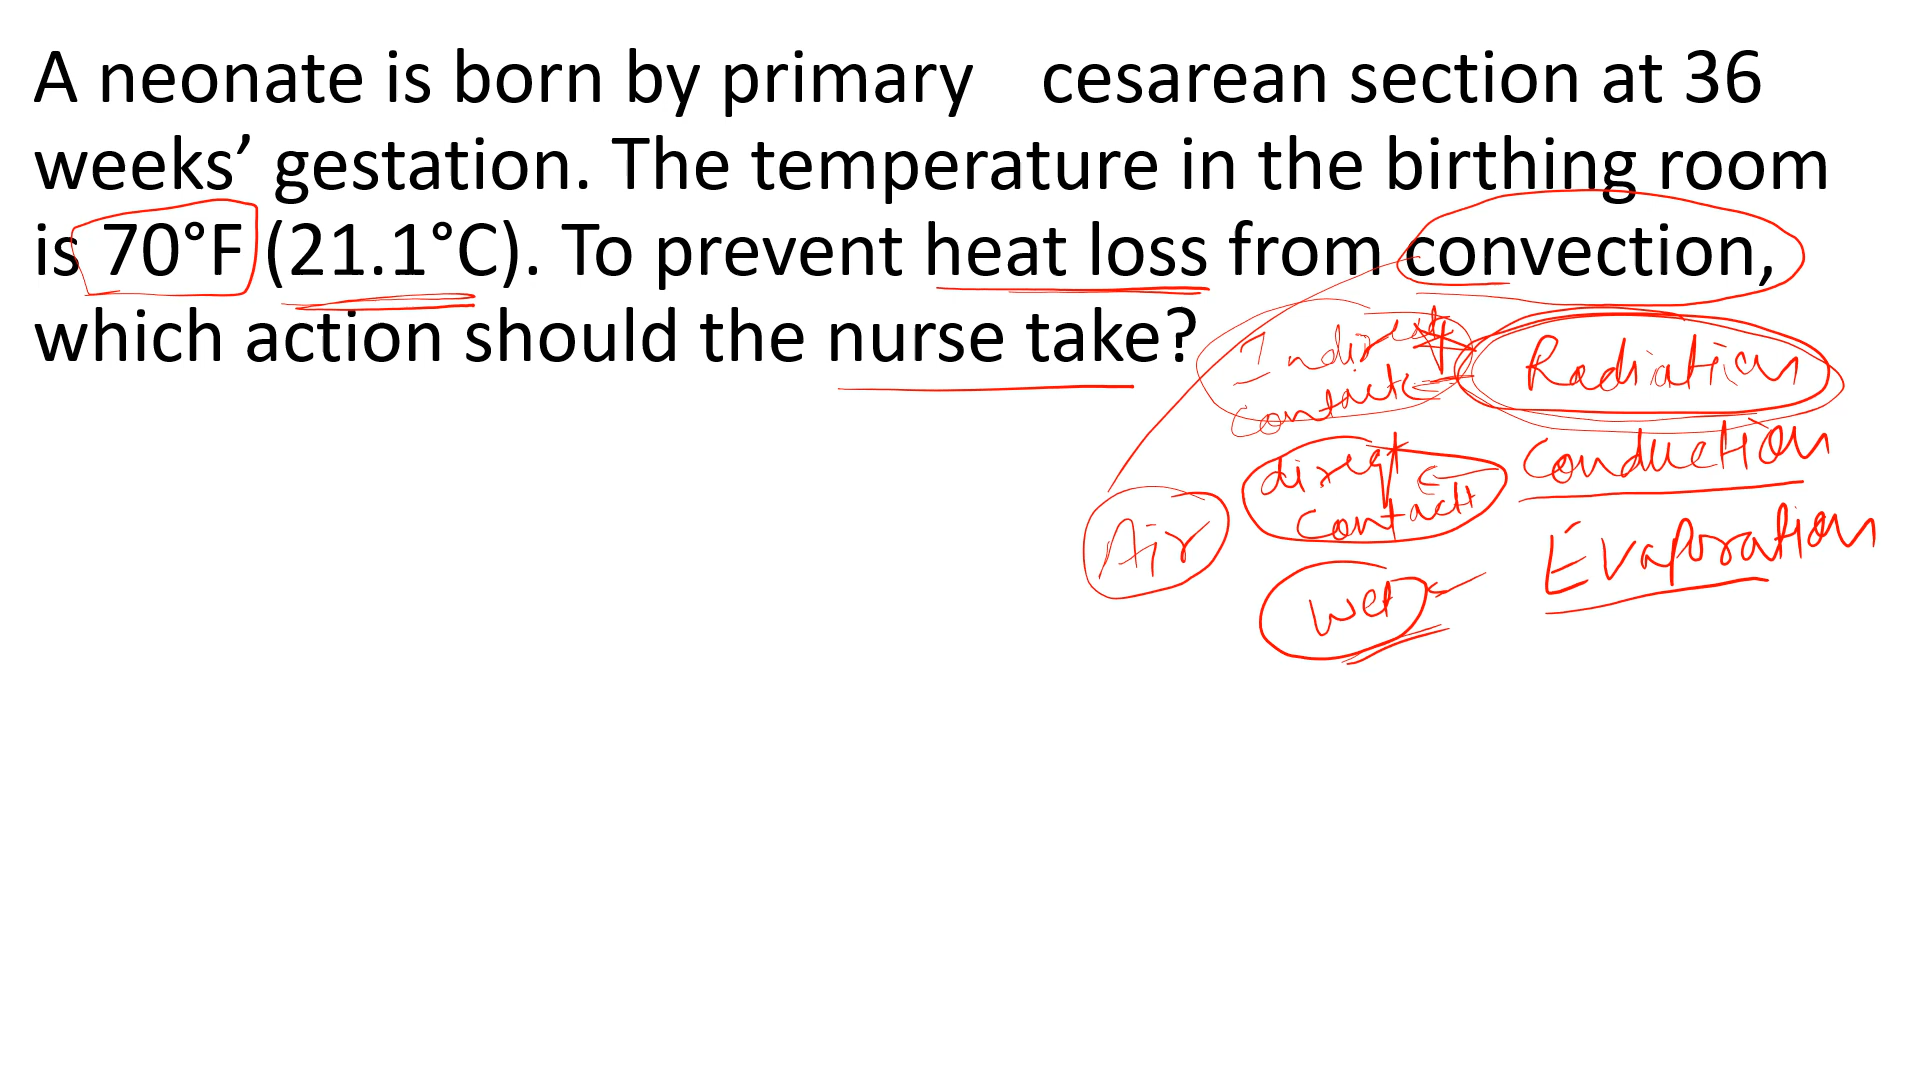 A neonate is born by primary cesarean section at 36
weeks’ gestation. The temperature in the birthing room
is 70°F (21.1°C). To prevent heat loss from convection,
which action should the nurse take?
Indirect
contact
Radiation
direct
contact
conduction
Air
Wet
Evaporation